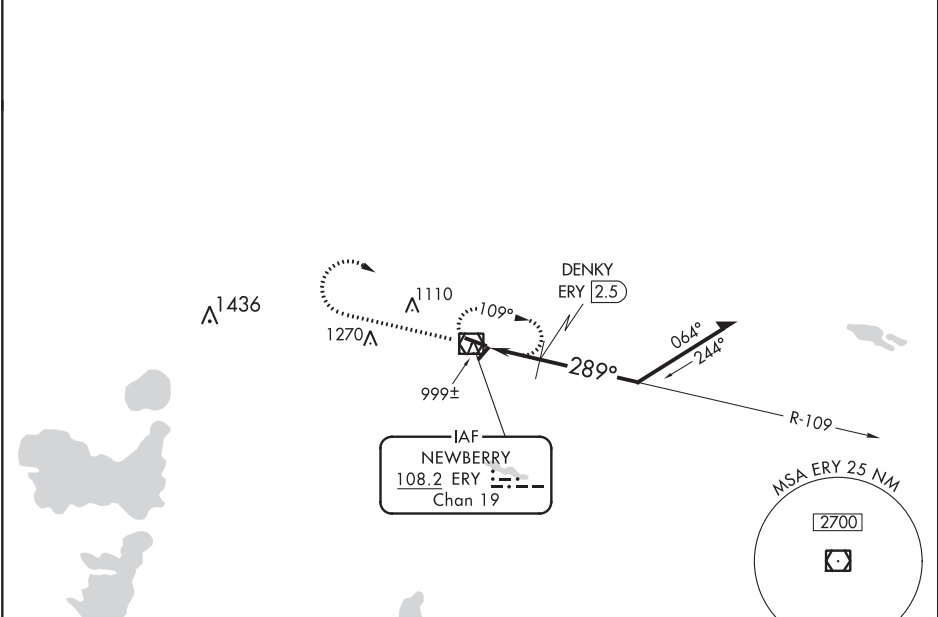 DENKY
ERY 2.5
1436
1110
109°
1270
999±
289°
064°
244°
R-109
IAF
NEWBERRY
108.2 ERY
Chan 19
MSA ERY 25 NM
2700